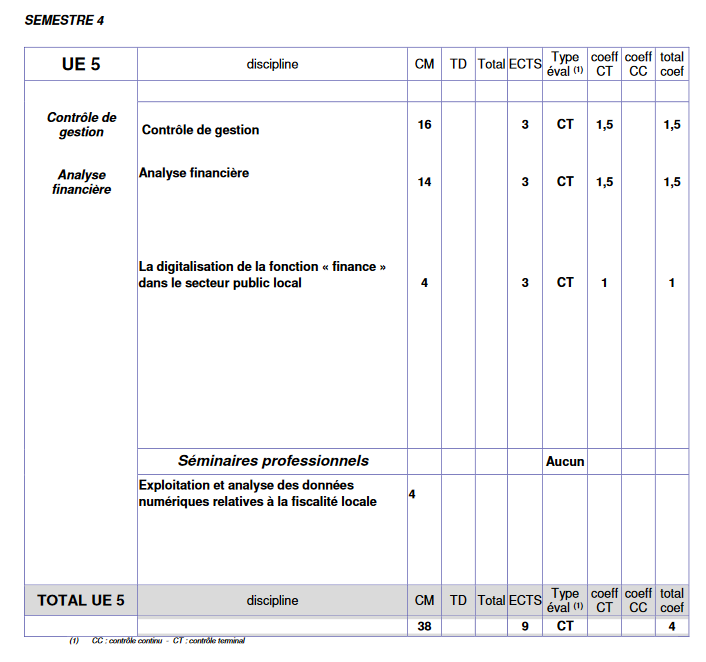 SEMESTRE 4
UE 5 discipline CM TD Total ECTS Type éval (1) coeff CT coeff CC total coef
Contrôle de gestion Contrôle de gestion 16 3 CT 1,5 1,5
Analyse financière Analyse financière 14 3 CT 1,5 1,5
La digitalisation de la fonction « finance »
dans le secteur public local 4 3 CT 1 1
Séminaires professionnels Aucun
Exploitation et analyse des données
numériques relatives à la fiscalité locale 4
TOTAL UE 5 discipline CM TD Total ECTS Type éval (1) coeff CT coeff CC total coef
38 9 CT 4
(1) CC : contrôle continu - CT : contrôle terminal